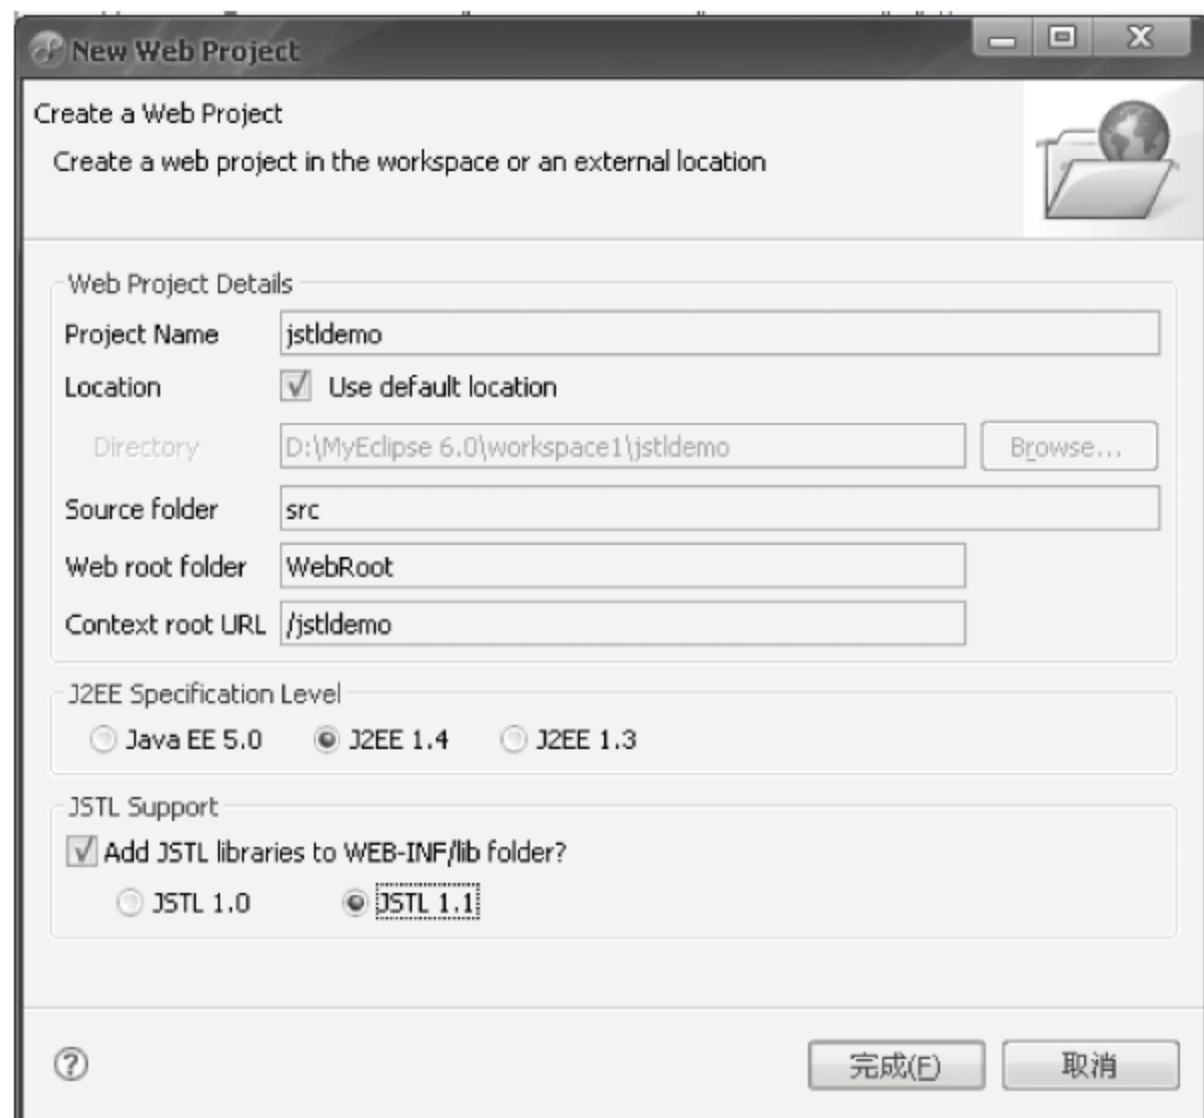 New Web Project
Create a Web Project
Create a web project in the workspace or an external location
Web Project Details
Project Name jstldemo
Location Use default location
Directory D:\MyEclipse 6.0\workspace1\jstldemo Browse...
Source folder src
Web root folder WebRoot
Context root URL /jstldemo
J2EE Specification Level
Java EE 5.0 J2EE 1.4 J2EE 1.3
JSTL Support
Add JSTL libraries to WEB-INF/lib folder?
JSTL 1.0 JSTL 1.1
? 完成(F) 取消